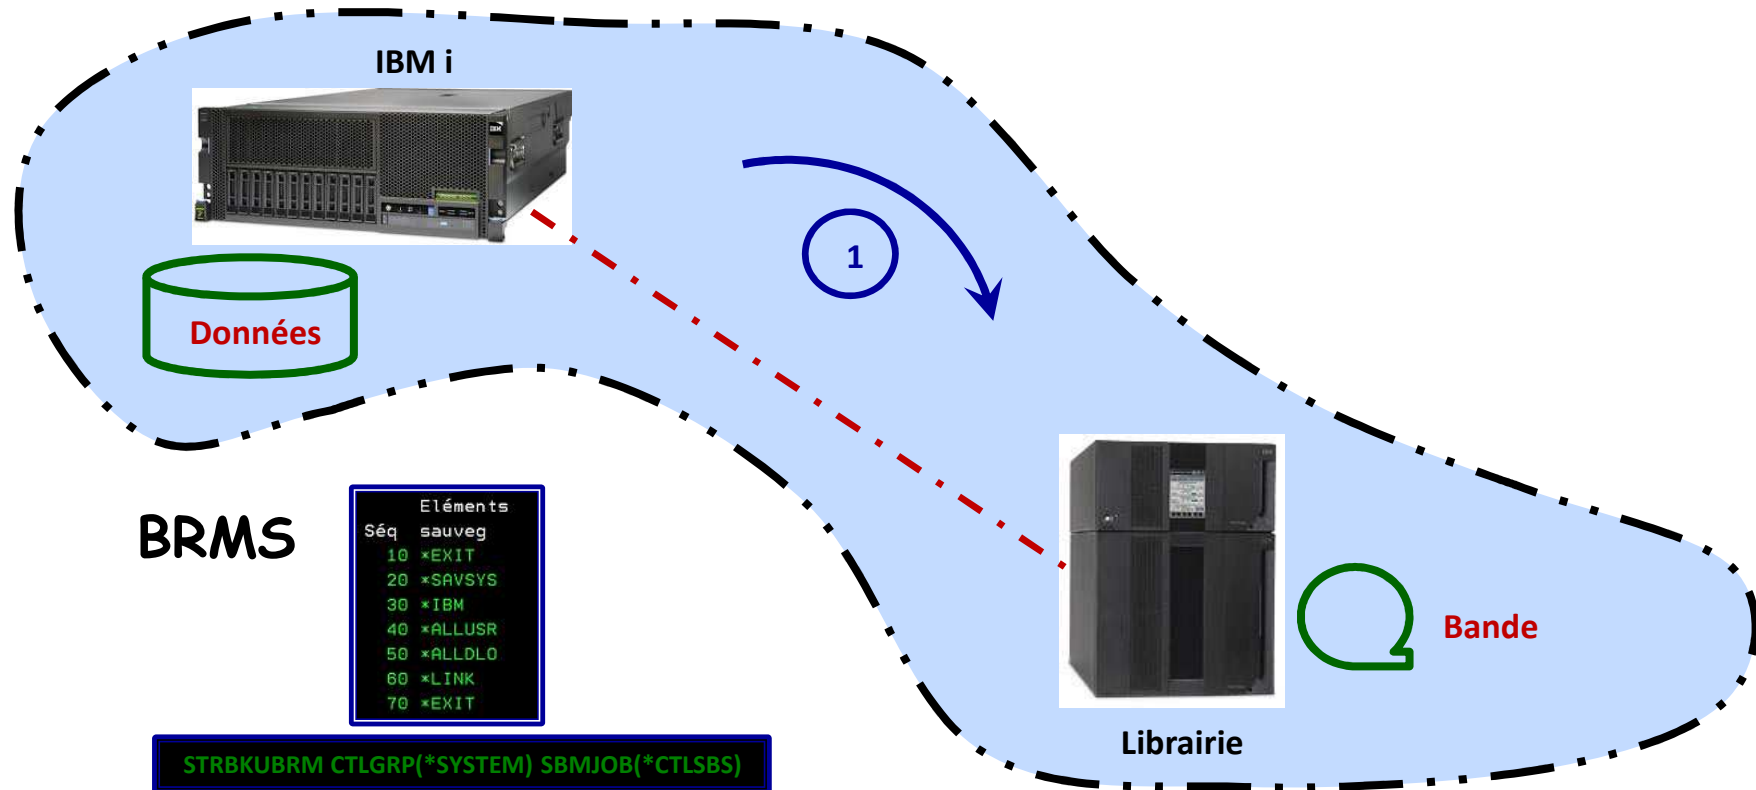 IBM i
1
Données
BRMS
Eléments
Séq sauveg
10 *EXIT
20 *SAVSYS
30 *IBM
40 *ALLUSR
50 *ALLDLO
60 *LINK
70 *EXIT
Bande
Librairie
STRBKUBRM CTLGRP(*SYSTEM) SBMJOB(*CTLSBS)